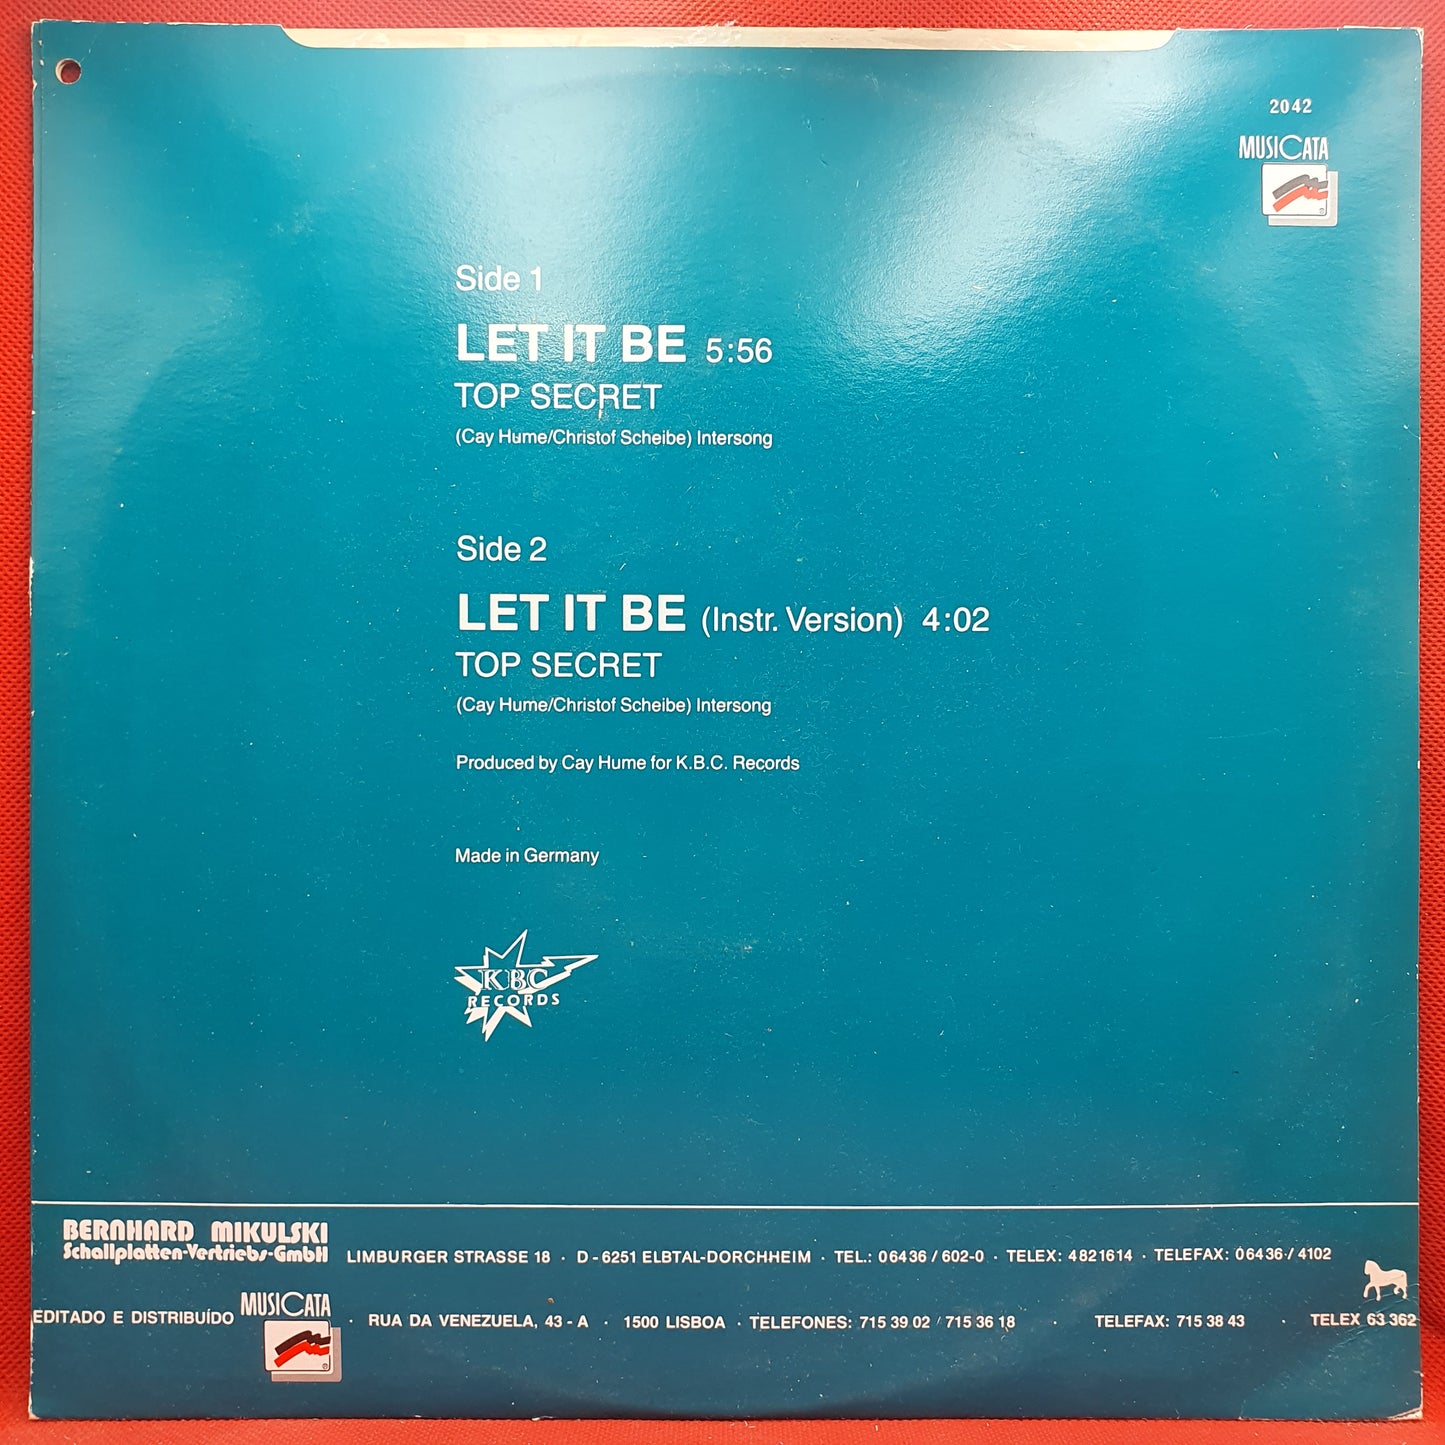 2042
MUSICATA
Side 1
LET IT BE 5:56
TOP SECRET
(Cay Hume/Christof Scheibe) Intersong
Side 2
LET IT BE (Instr. Version) 4:02
TOP SECRET
(Cay Hume/Christof Scheibe) Intersong
Produced by Cay Hume for K.B.C. Records
Made in Germany
KBC
RECORDS
BERNHARD MIKULSKI
Schallplatten-Vertriebs-GmbH LIMBURGER STRASSE 18 · D-6251 ELBTAL-DORCHHEIM · TEL.: 06436/602-0 · TELEX: 4821614 · TELEFAX: 06436/4102
EDITADO E DISTRIBUÍDO MUSICATA · RUA DA VENEZUELA, 43-A · 1500 LISBOA · TELEFONES: 715 39 02 / 715 36 18 · TELEFAX: 715 38 43 · TELEX 63 362